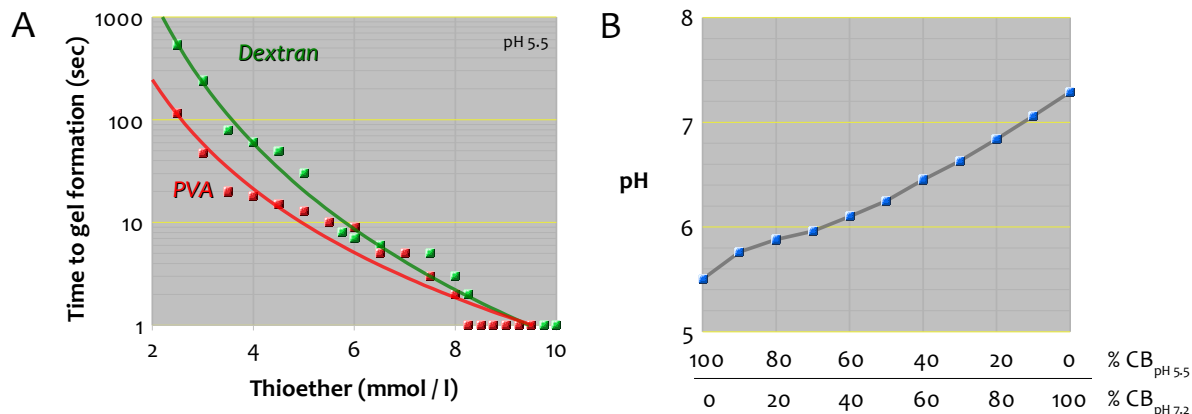 A
1000
100
10
1
Time to gel formation (sec)
Dextran
PVA
pH 5.5
2 4 6 8 10
Thioether (mmol / l)
B
8
7
6
5
pH
100 80 60 40 20 0 % CB pH 5.5
0 20 40 60 80 100 % CB pH 7.2